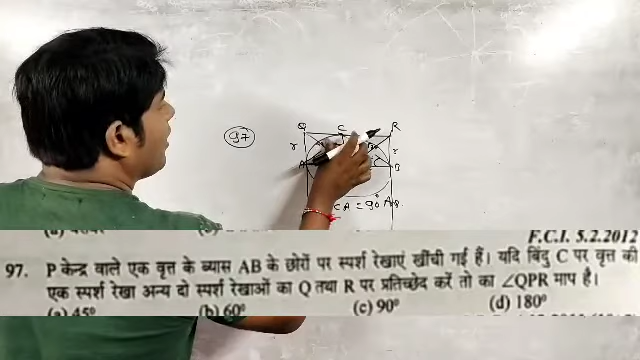 97
Q C R
r r
A B
CA = 90°
F.C.I. 5.2.2012
97. P केन्द्र वाले एक वृत्त के व्यास AB के छोरों पर स्पर्श रेखाएं खींची गई हैं। यदि बिंदु C पर वृत्त की
एक स्पर्श रेखा अन्य दो स्पर्श रेखाओं का Q तथा R पर प्रतिच्छेद करें तो का ∠QPR माप है।
(a) 45° (b) 60° (c) 90° (d) 180°